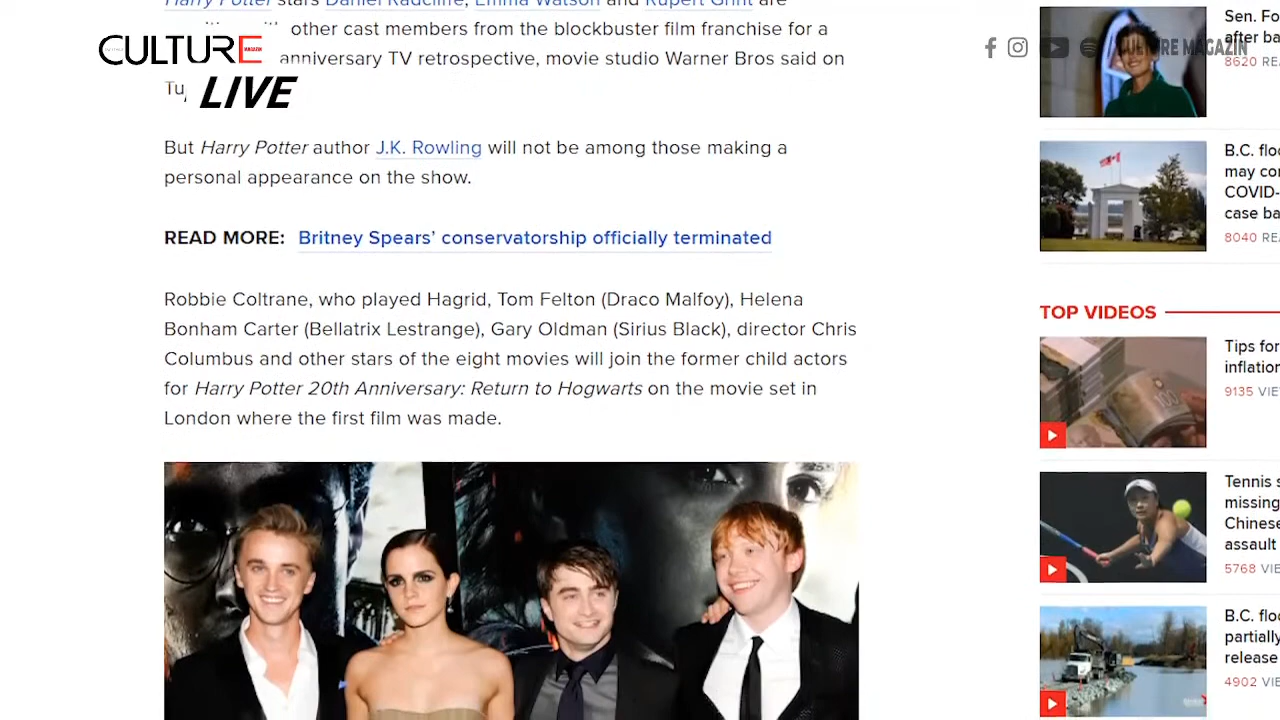 Harry Potter stars Daniel Radcliffe, Emma Watson and Rupert Grint are
other cast members from the blockbuster film franchise for a
anniversary TV retrospective, movie studio Warner Bros said on
Tu
CULTURE
LIVE
But Harry Potter author J.K. Rowling will not be among those making a
personal appearance on the show.
READ MORE: Britney Spears’ conservatorship officially terminated
Robbie Coltrane, who played Hagrid, Tom Felton (Draco Malfoy), Helena
Bonham Carter (Bellatrix Lestrange), Gary Oldman (Sirius Black), director Chris
Columbus and other stars of the eight movies will join the former child actors
for Harry Potter 20th Anniversary: Return to Hogwarts on the movie set in
London where the first film was made.
CULTURE MAGAZIN
Sen. Fo
after ba
8620 REA
B.C. floo
may con
COVID-
case ba
8040 REA
TOP VIDEOS
Tips for
inflation
9135 VIE
Tennis s
missing
Chinese
assault
5768 VIE
B.C. floo
partially
release
4902 VIE